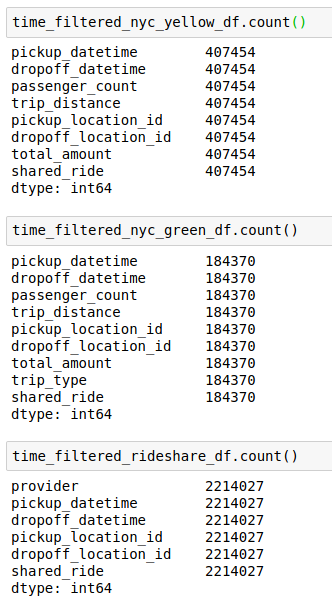 time_filtered_nyc_yellow_df.count()
pickup_datetime 407454
dropoff_datetime 407454
passenger_count 407454
trip_distance 407454
pickup_location_id 407454
dropoff_location_id 407454
total_amount 407454
shared_ride 407454
dtype: int64
time_filtered_nyc_green_df.count()
pickup_datetime 184370
dropoff_datetime 184370
passenger_count 184370
trip_distance 184370
pickup_location_id 184370
dropoff_location_id 184370
total_amount 184370
trip_type 184370
shared_ride 184370
dtype: int64
time_filtered_rideshare_df.count()
provider 2214027
pickup_datetime 2214027
dropoff_datetime 2214027
pickup_location_id 2214027
dropoff_location_id 2214027
shared_ride 2214027
dtype: int64